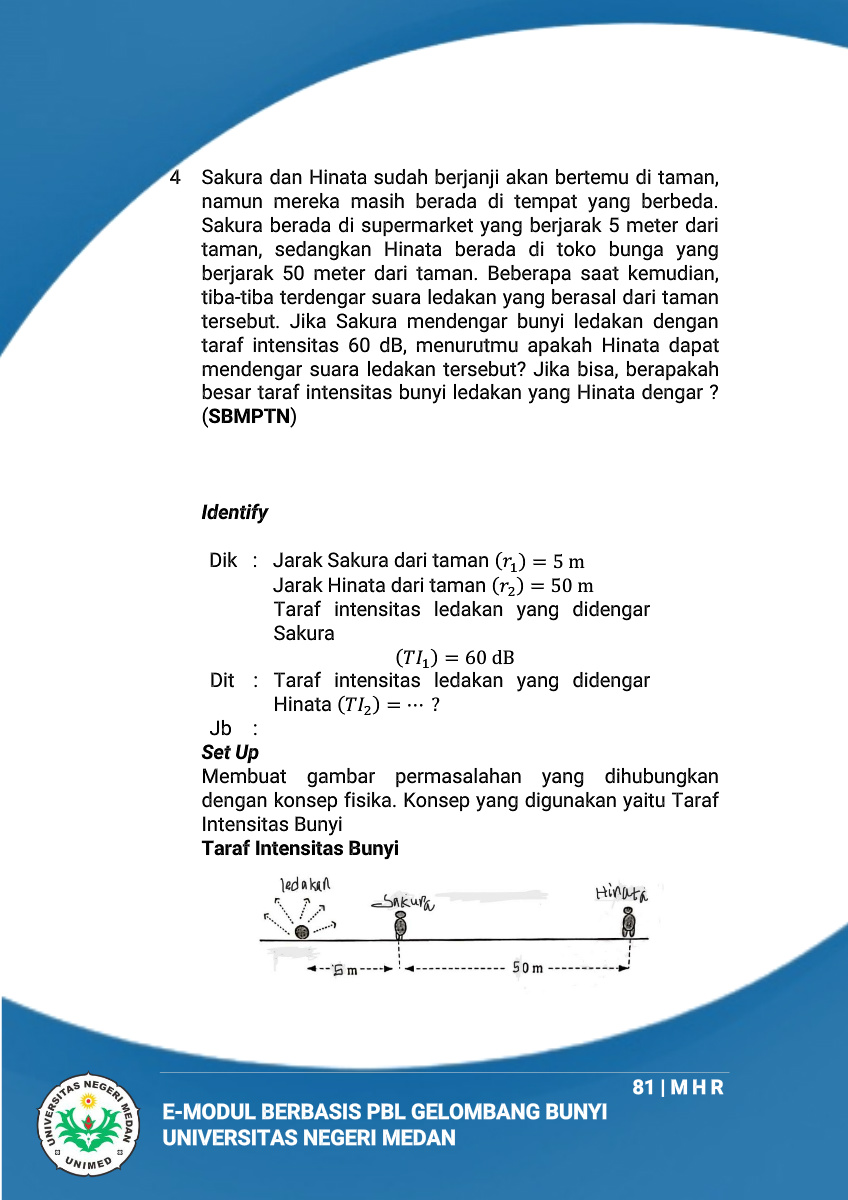 4 Sakura dan Hinata sudah berjanji akan bertemu di taman,
namun mereka masih berada di tempat yang berbeda.
Sakura berada di supermarket yang berjarak 5 meter dari
taman, sedangkan Hinata berada di toko bunga yang
berjarak 50 meter dari taman. Beberapa saat kemudian,
tiba-tiba terdengar suara ledakan yang berasal dari taman
tersebut. Jika Sakura mendengar bunyi ledakan dengan
taraf intensitas 60 dB, menurutmu apakah Hinata dapat
mendengar suara ledakan tersebut? Jika bisa, berapakah
besar taraf intensitas bunyi ledakan yang Hinata dengar ?
(SBMPTN)
Identify
Dik : Jarak Sakura dari taman (r₁) = 5 m
Jarak Hinata dari taman (r₂) = 50 m
Taraf intensitas ledakan yang didengar
Sakura
(TI₁) = 60 dB
Dit : Taraf intensitas ledakan yang didengar
Hinata (TI₂) = ⋯ ?
Jb :
Set Up
Membuat gambar permasalahan yang dihubungkan
dengan konsep fisika. Konsep yang digunakan yaitu Taraf
Intensitas Bunyi
Taraf Intensitas Bunyi
ledakan
Sakura
Hinata
5 m
50 m
81 | M H R
E-MODUL BERBASIS PBL GELOMBANG BUNYI
UNIVERSITAS NEGERI MEDAN
UNIVERSITAS NEGERI MEDAN
UNIMED